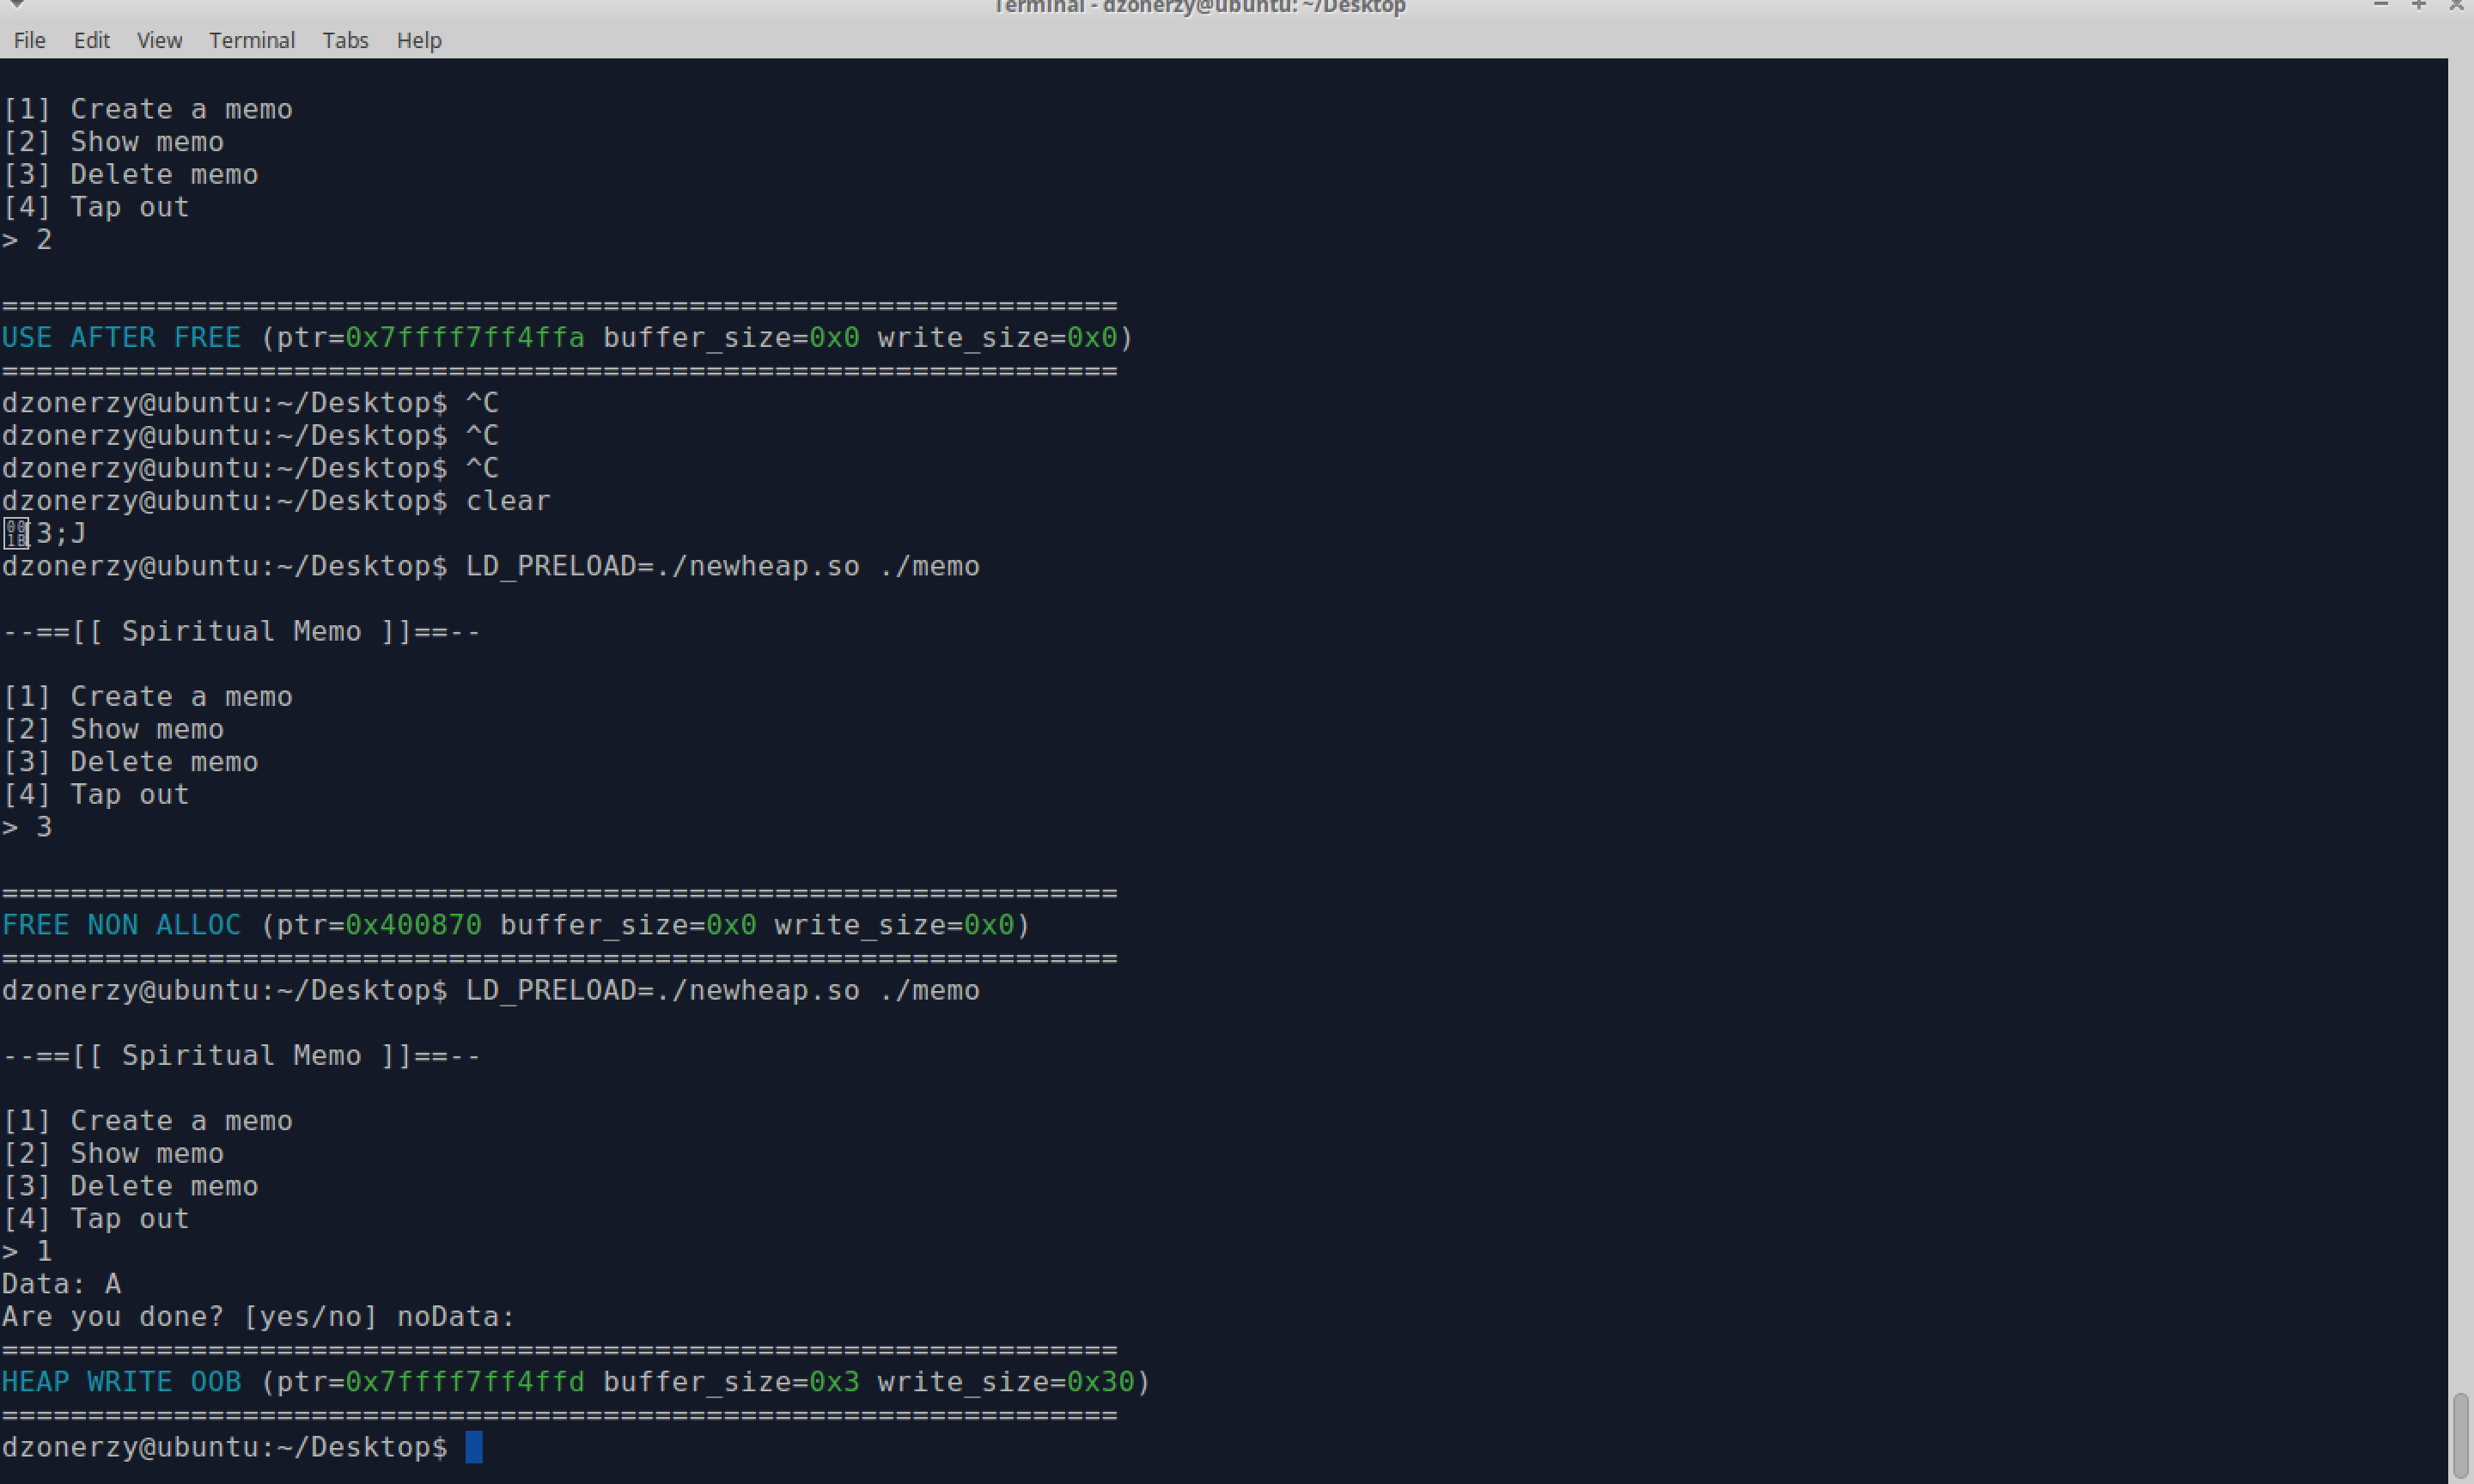 Terminal - dzonerzy@ubuntu: ~/Desktop
File Edit View Terminal Tabs Help
[1] Create a memo
[2] Show memo
[3] Delete memo
[4] Tap out
> 2
=================================================================
USE AFTER FREE (ptr=0x7ffff7ff4ffa buffer_size=0x0 write_size=0x0)
=================================================================
dzonerzy@ubuntu:~/Desktop$ ^C
dzonerzy@ubuntu:~/Desktop$ ^C
dzonerzy@ubuntu:~/Desktop$ ^C
dzonerzy@ubuntu:~/Desktop$ clear
001B[3;J
dzonerzy@ubuntu:~/Desktop$ LD_PRELOAD=./newheap.so ./memo
--==[[ Spiritual Memo ]]==--
[1] Create a memo
[2] Show memo
[3] Delete memo
[4] Tap out
> 3
=================================================================
FREE NON ALLOC (ptr=0x400870 buffer_size=0x0 write_size=0x0)
=================================================================
dzonerzy@ubuntu:~/Desktop$ LD_PRELOAD=./newheap.so ./memo
--==[[ Spiritual Memo ]]==--
[1] Create a memo
[2] Show memo
[3] Delete memo
[4] Tap out
> 1
Data: A
Are you done? [yes/no] noData:
=================================================================
HEAP WRITE OOB (ptr=0x7ffff7ff4ffd buffer_size=0x3 write_size=0x30)
=================================================================
dzonerzy@ubuntu:~/Desktop$